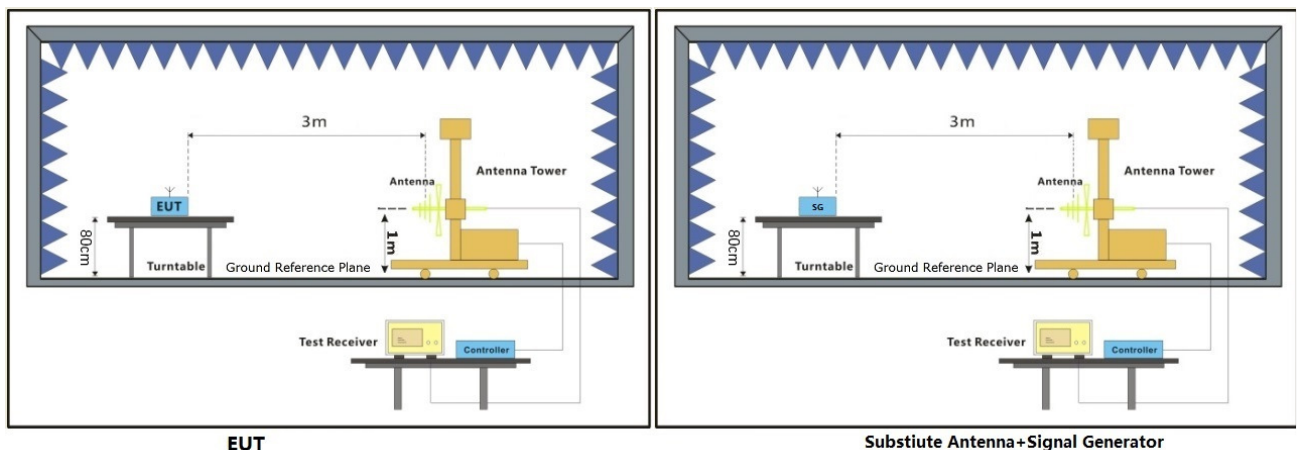 3m
Antenna
Antenna Tower
EUT
80cm
1m
Turntable
Ground Reference Plane
Test Receiver
Controller
EUT
3m
Antenna
Antenna Tower
SG
80cm
1m
Turntable
Ground Reference Plane
Test Receiver
Controller
Substiute Antenna+Signal Generator